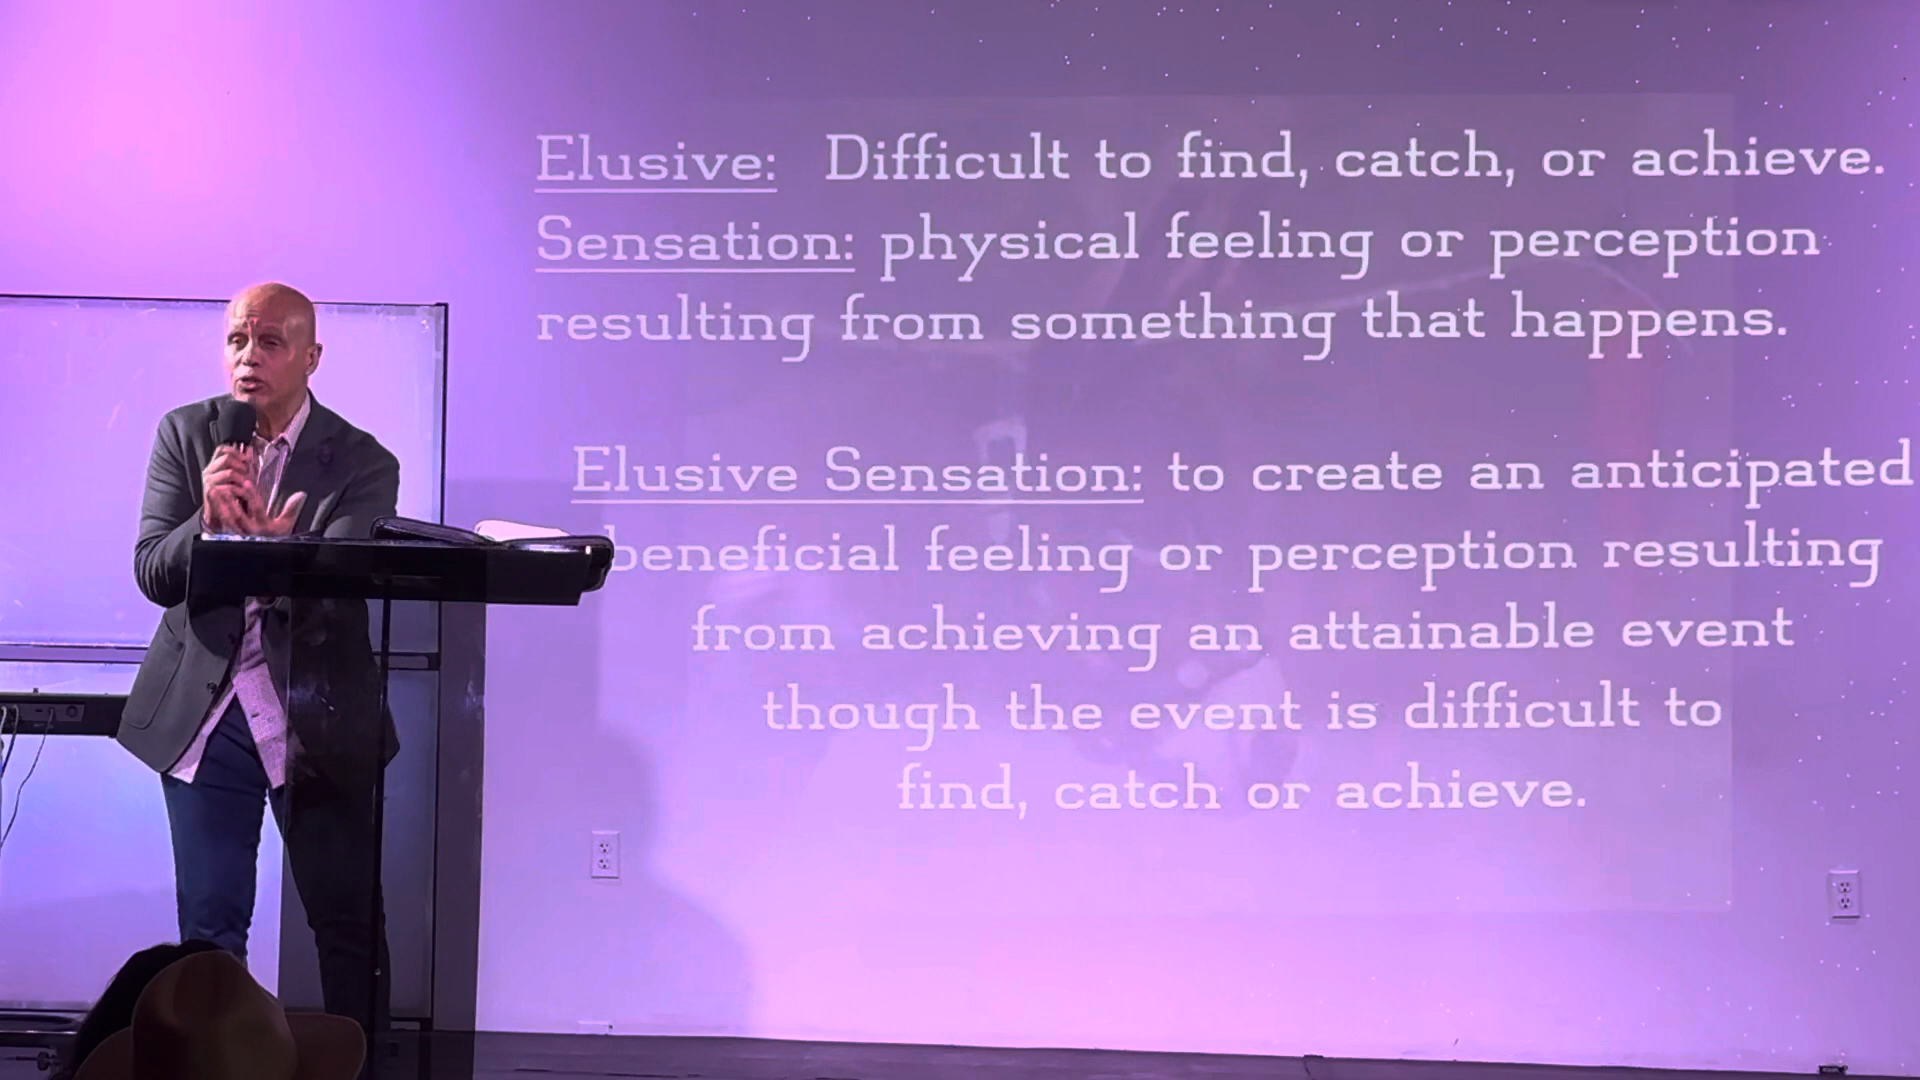 Elusive: Difficult to find, catch, or achieve.
Sensation: physical feeling or perception
resulting from something that happens.
Elusive Sensation: to create an anticipated
beneficial feeling or perception resulting
from achieving an attainable event
though the event is difficult to
find, catch or achieve.